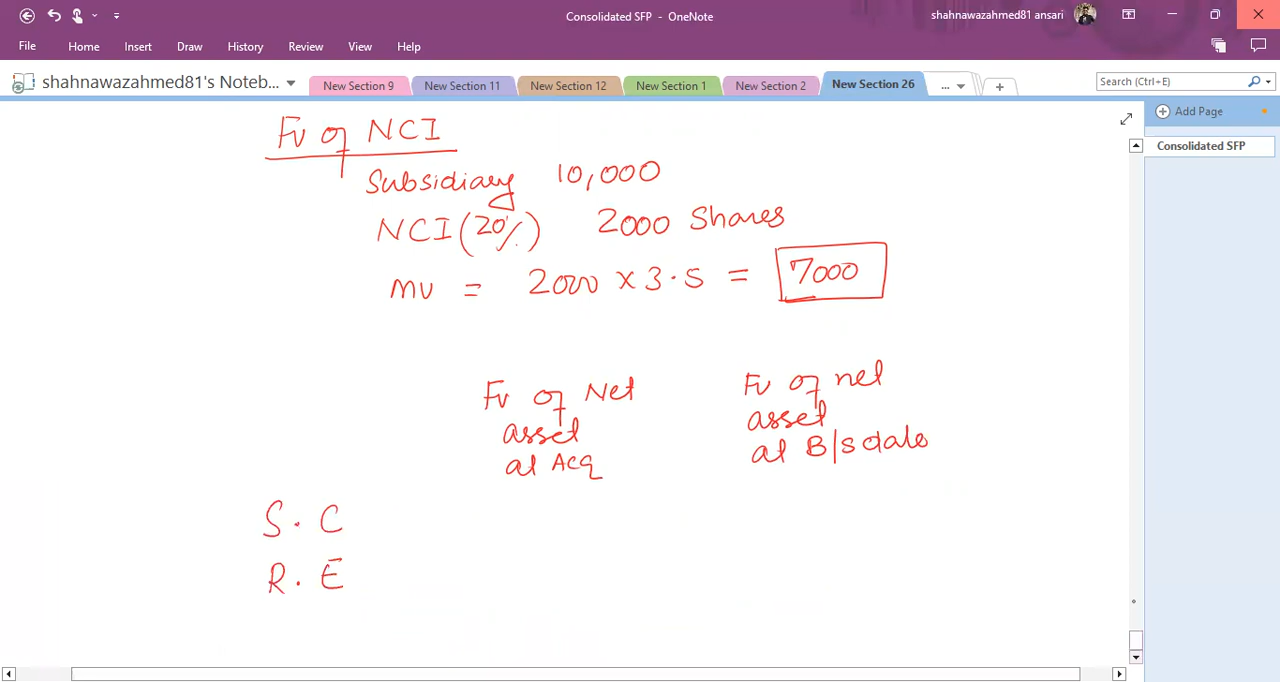 Consolidated SFP - OneNote
shahnawazahmed81 ansari
File Home Insert Draw History Review View Help
shahnawazahmed81's Noteb...
New Section 9 New Section 11 New Section 12 New Section 1 New Section 2 New Section 26 ...
Search (Ctrl+E)
Add Page
Consolidated SFP
Fv of NCI
Subsidiary 10,000
NCI (20%) 2000 Shares
MV = 2000 x 3.5 = 7000
Fv of Net
asset
at Acq
Fv of net
asset
at B/S date
S. C
R. E